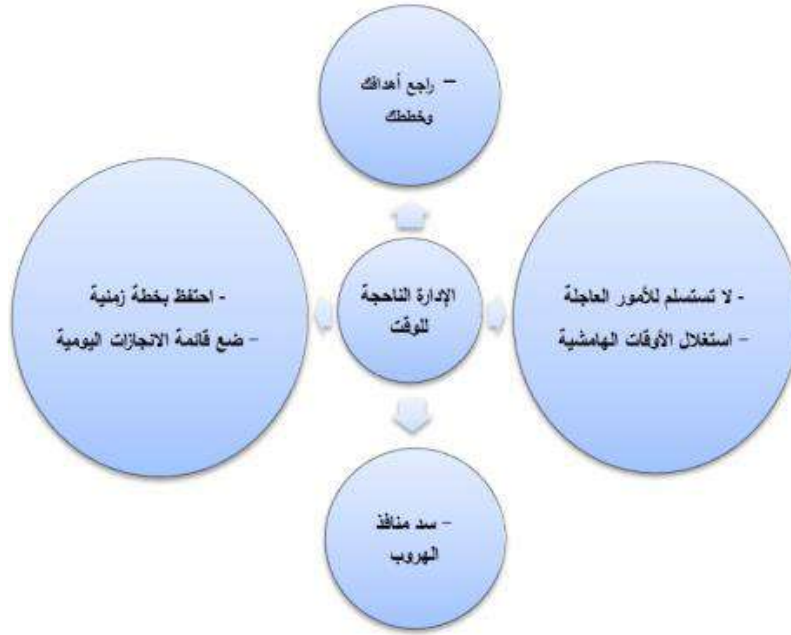 – راجع أهدافك
وخططك
- لا تستسلم للأمور العاجلة
– استغلال الأوقات الهامشية
الإدارة الناجحة
للوقت
- احتفظ بخطة زمنية
– ضع قائمة الانجازات اليومية
– سد منافذ
الهروب